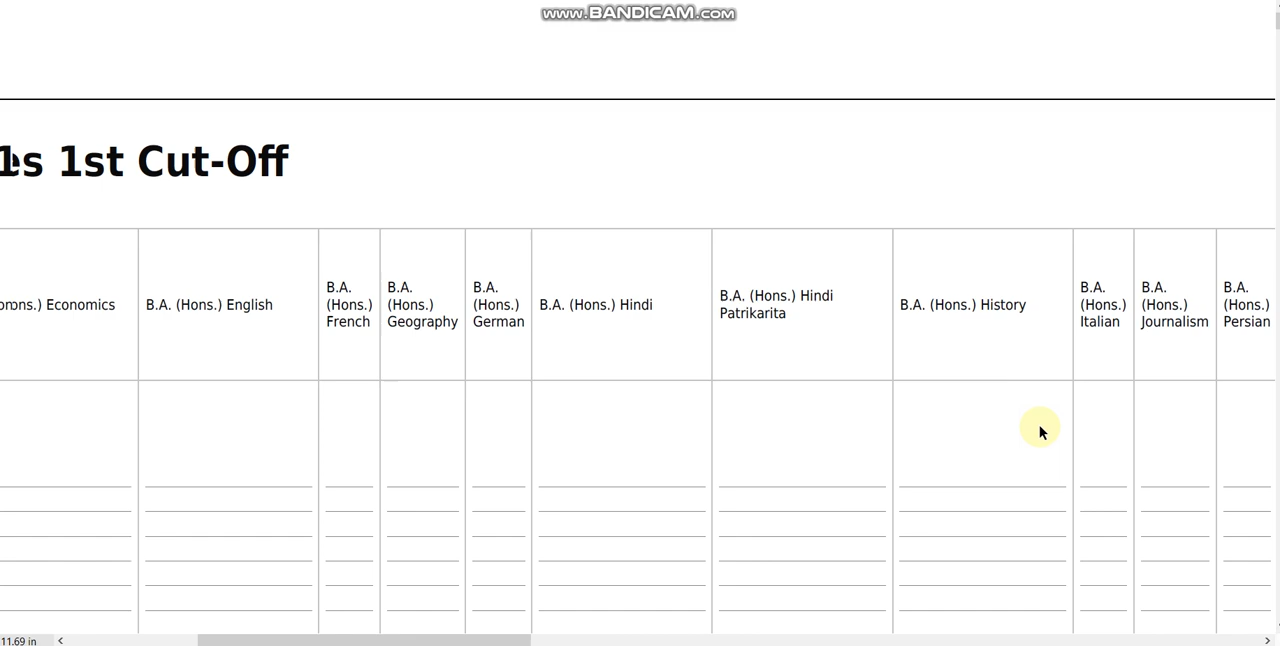 www.BANDICAM.com
es 1st Cut-Off
ons.) Economics
B.A. (Hons.) English
B.A.
(Hons.)
French
B.A.
(Hons.)
Geography
B.A.
(Hons.)
German
B.A. (Hons.) Hindi
B.A. (Hons.) Hindi
Patrikarita
B.A. (Hons.) History
B.A.
(Hons.)
Italian
B.A.
(Hons.)
Journalism
B.A.
(Hons.)
Persian
11.69 in